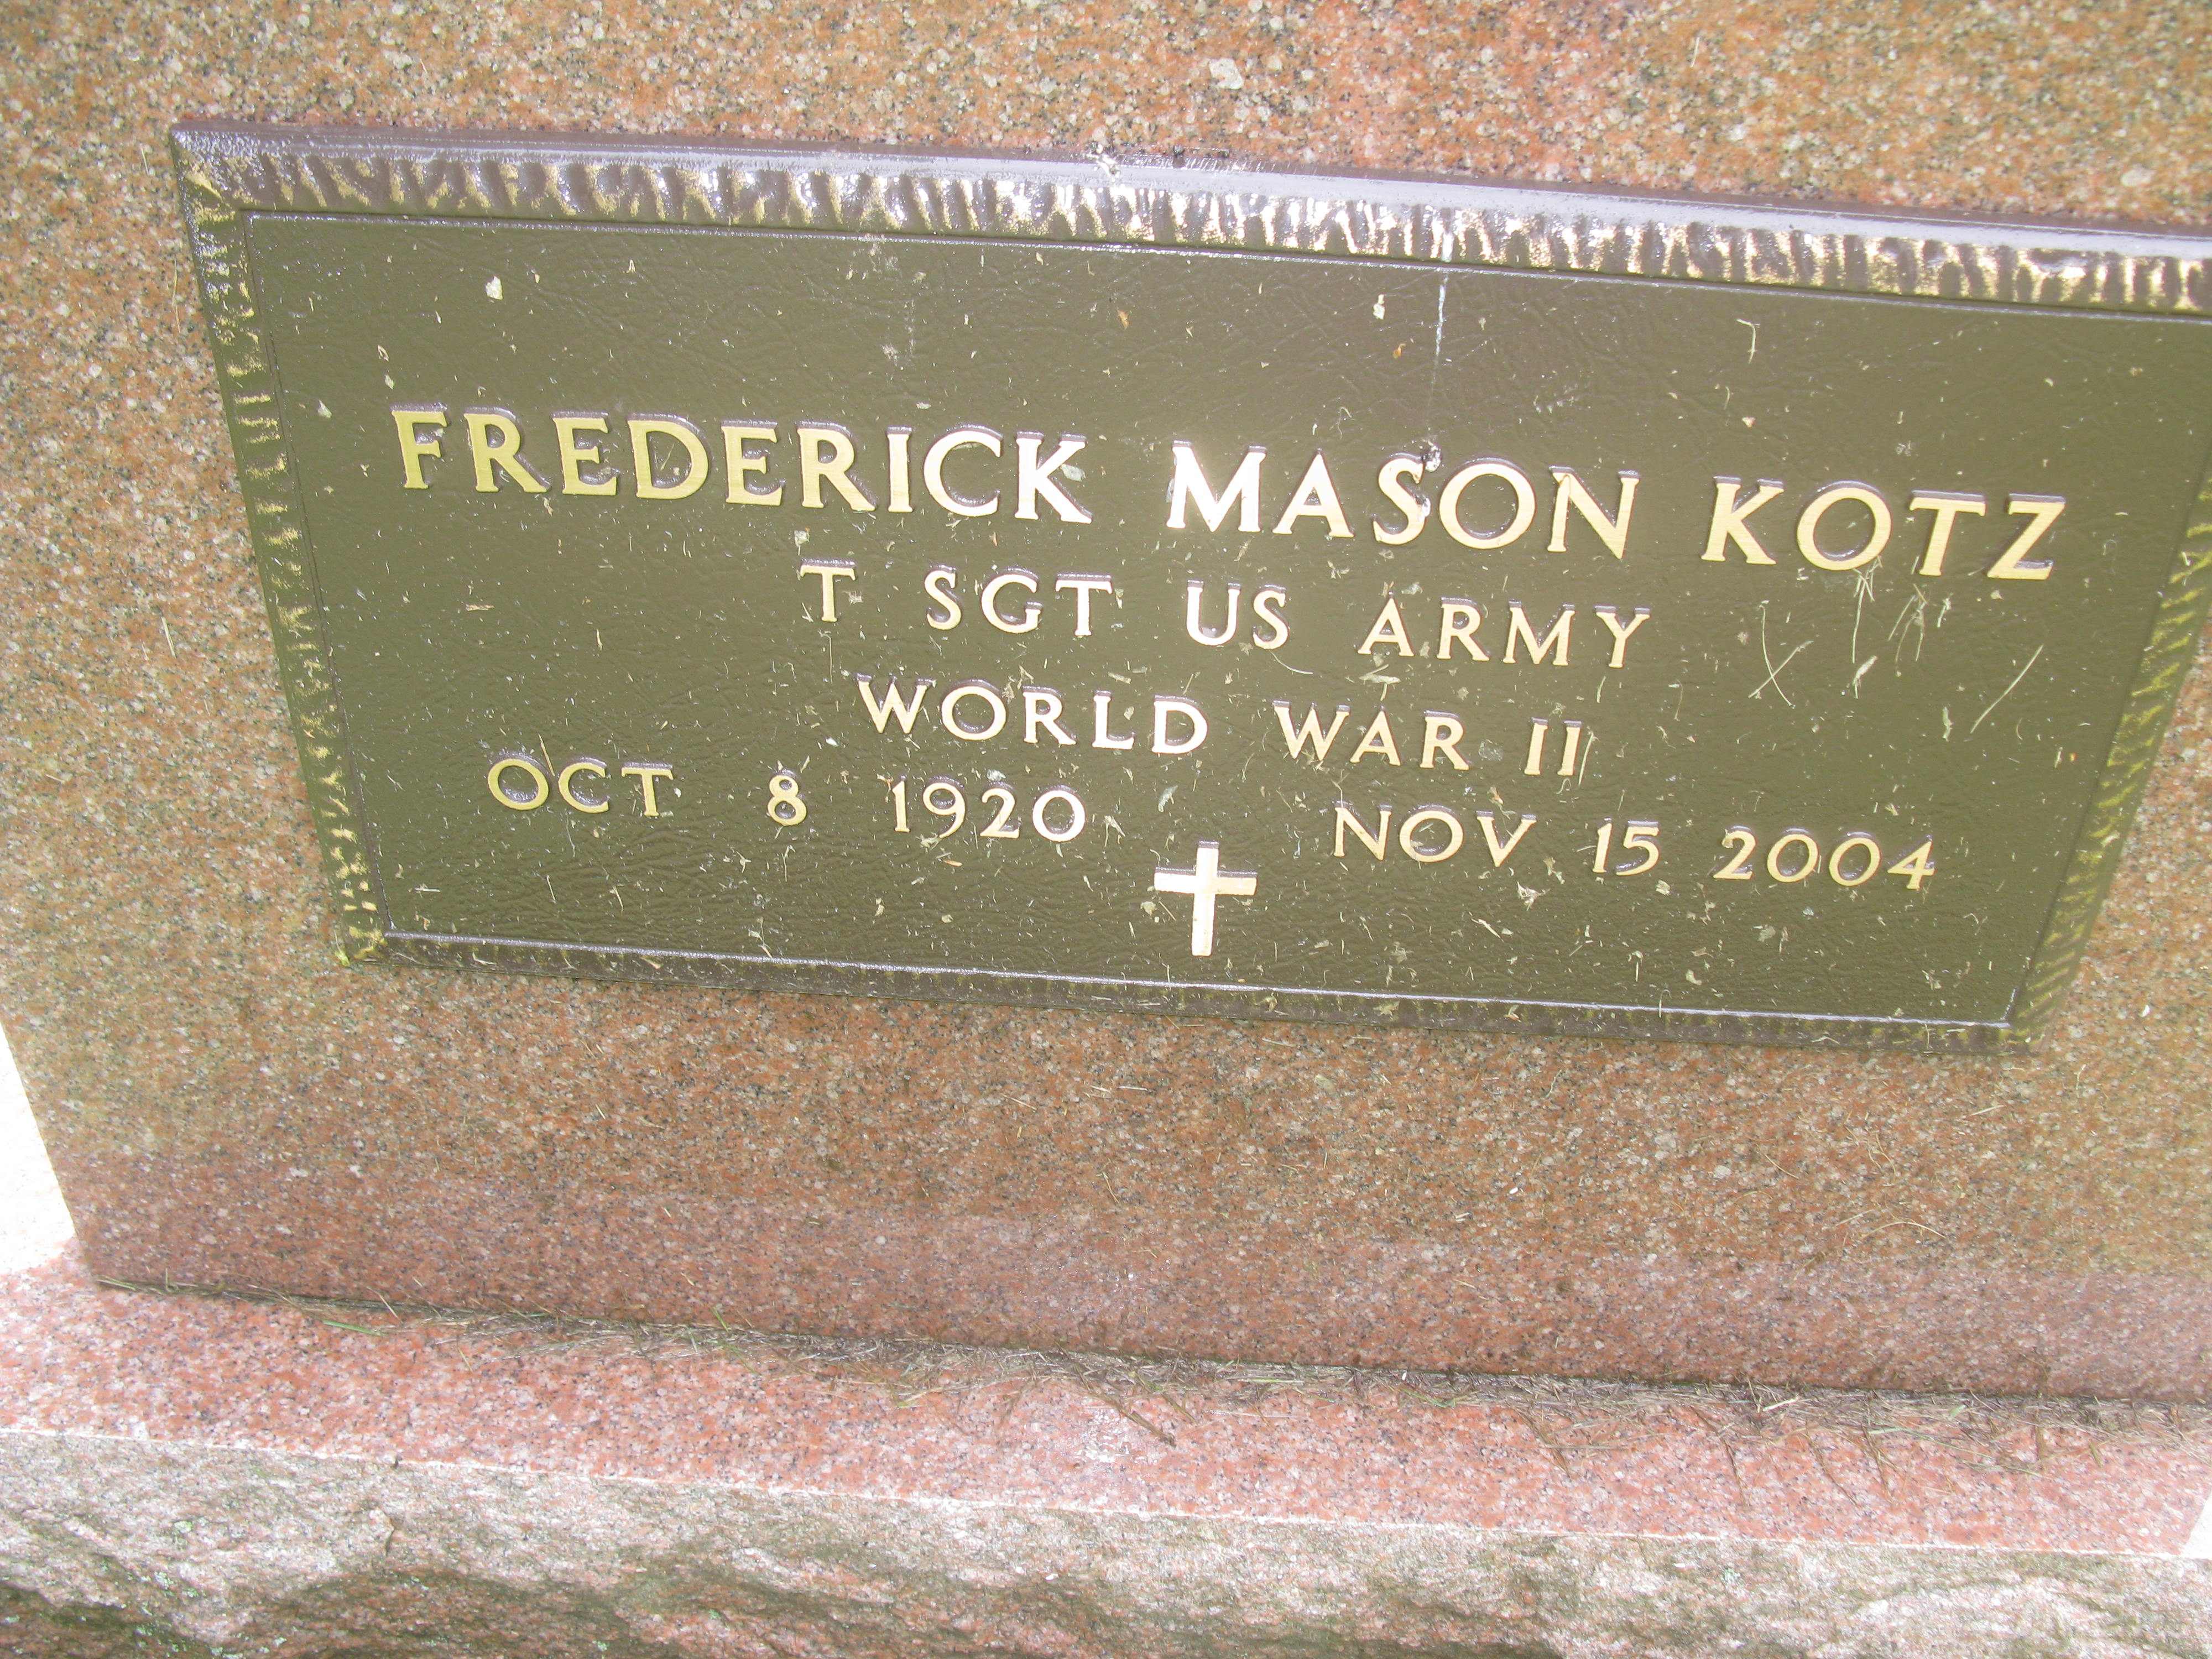 FREDERICK MASON KOTZ
T SGT US ARMY
WORLD WAR II
OCT 8 1920 NOV 15 2004